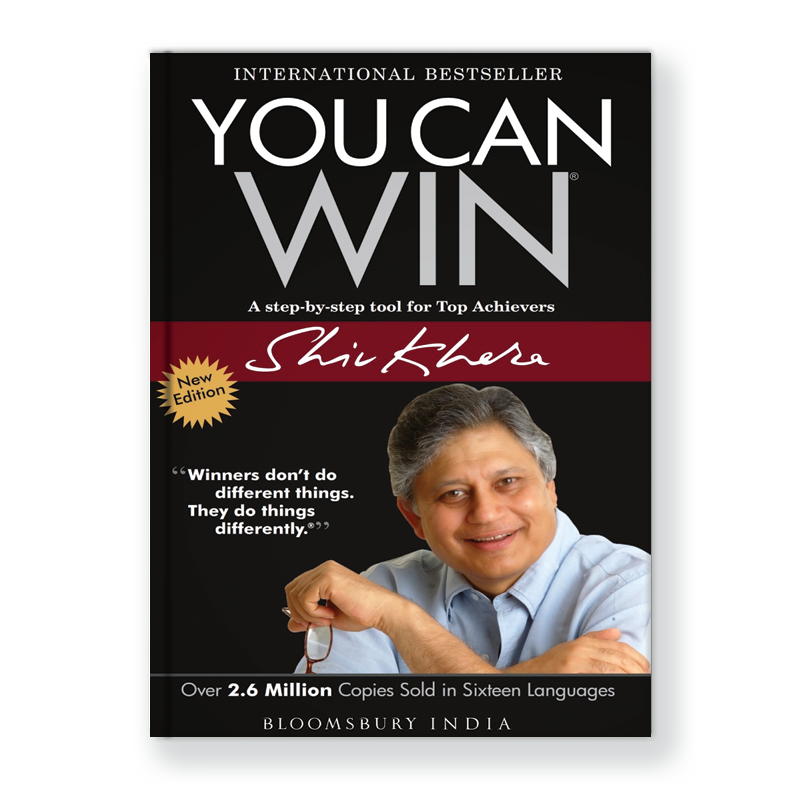 INTERNATIONAL BESTSELLER
YOU CAN
WIN®
A step-by-step tool for Top Achievers
Shiv Khera
New
Edition
“Winners don't do
different things.
They do things
differently.®”
Over 2.6 Million Copies Sold in Sixteen Languages
BLOOMSBURY INDIA